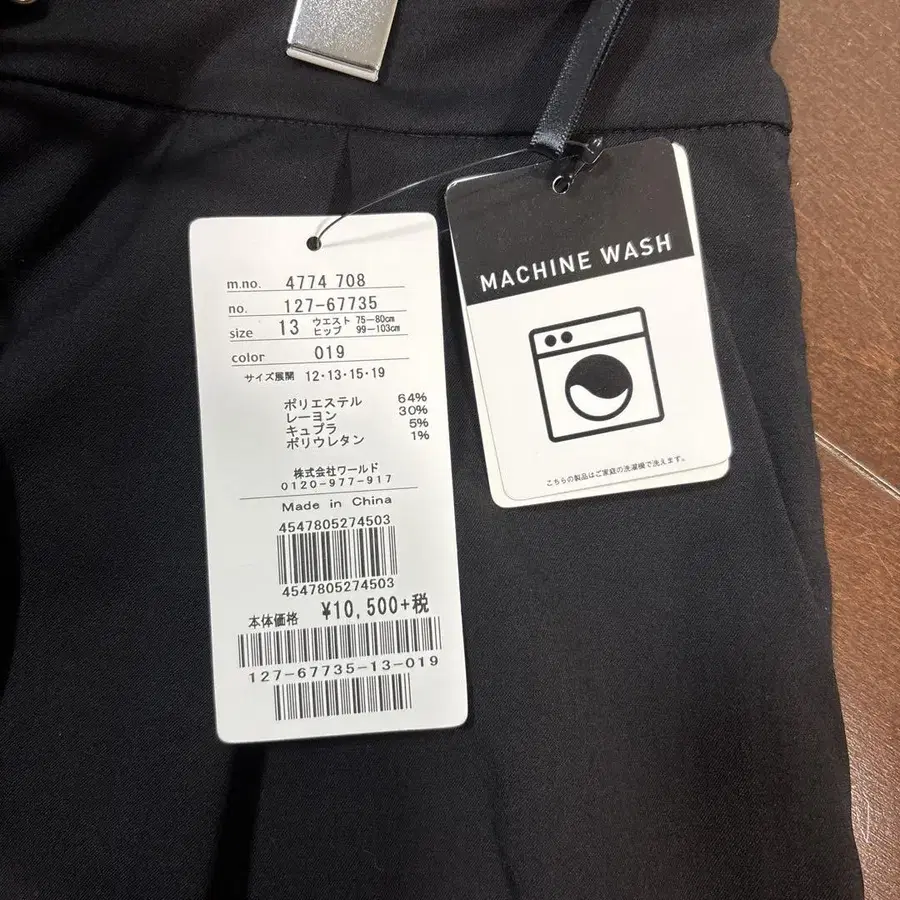 m.no. 4774 708
no. 127-67735
size 13 ウエスト 75-80cm
ヒップ 99-103cm
color 019
サイズ展開 12・13・15・19
ポリエステル 64%
レーヨン 30%
キュプラ 5%
ポリウレタン 1%
株式会社ワールド
0120-977-917
Made in China
4547805274503
4547805274503
本体価格 ¥10,500+税
127-67735-13-019
MACHINE WASH
こちらの製品はご家庭の洗濯機で洗えます。